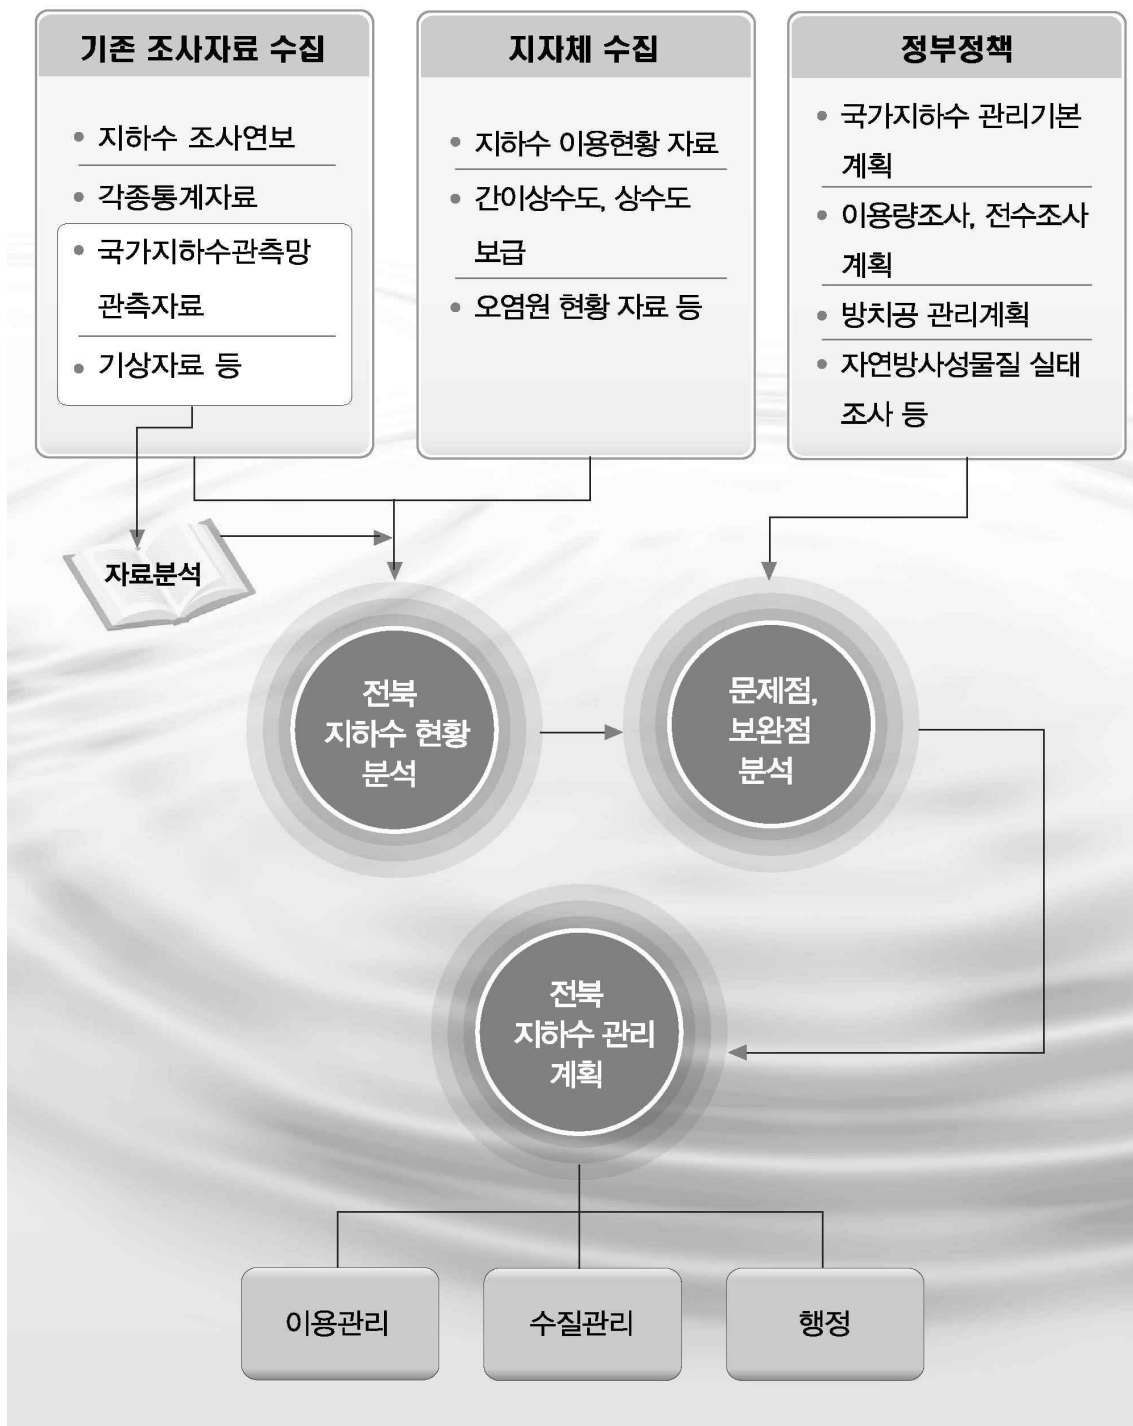 기존 조사자료 수집
지하수 조사연보
각종통계자료
국가지하수관측망
관측자료
기상자료 등
지자체 수집
지하수 이용현황 자료
간이상수도, 상수도
보급
오염원 현황 자료 등
정부정책
국가지하수 관리기본
계획
이용량조사, 전수조사
계획
방치공 관리계획
자연방사성물질 실태
조사 등
자료분석
전북
지하수 현황
분석
문제점,
보완점
분석
전북
지하수 관리
계획
이용관리
수질관리
행정